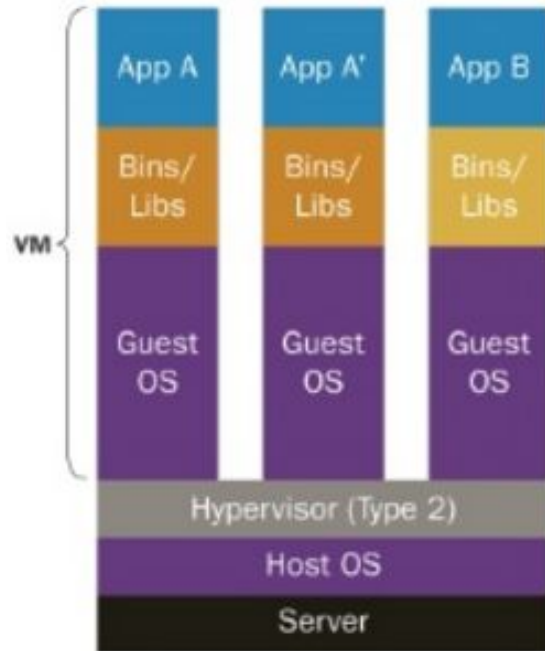 App A
App A'
App B
Bins/
Libs
Bins/
Libs
Bins/
Libs
VM
Guest
OS
Guest
OS
Guest
OS
Hypervisor (Type 2)
Host OS
Server